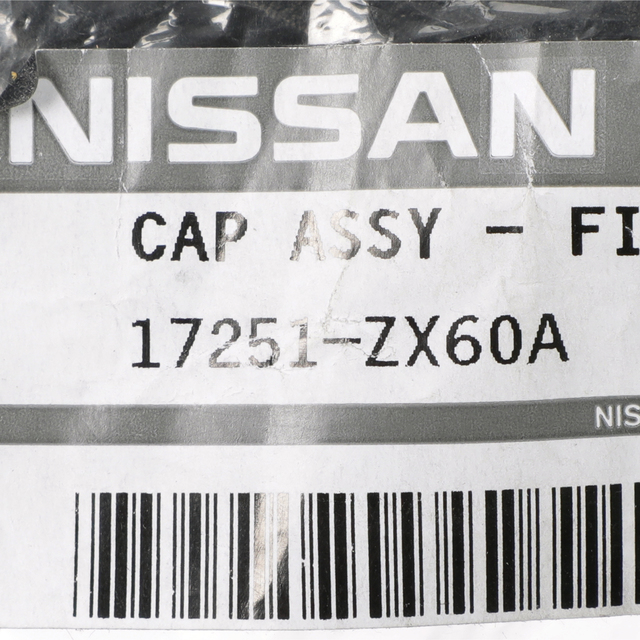 NISSAN
CAP ASSY - FI
17251-ZX60A
NIS